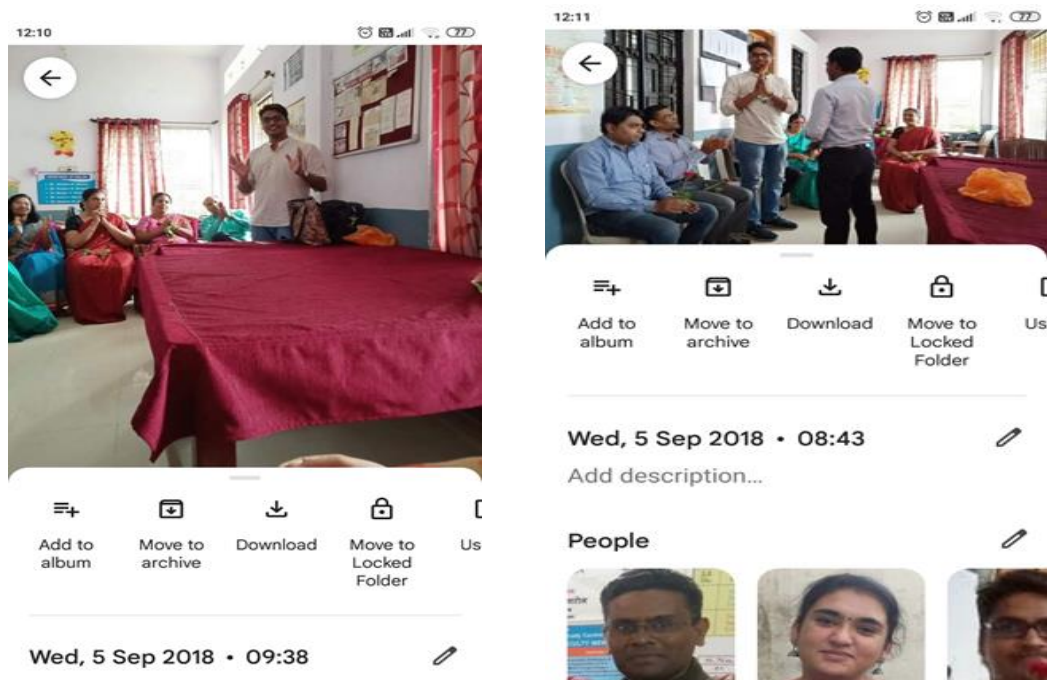 12:10
77
Add to
album
Move to
archive
Download
Move to
Locked
Folder
Us
Wed, 5 Sep 2018 • 09:38
12:11
77
Add to
album
Move to
archive
Download
Move to
Locked
Folder
Us
Wed, 5 Sep 2018 • 08:43
Add description...
People